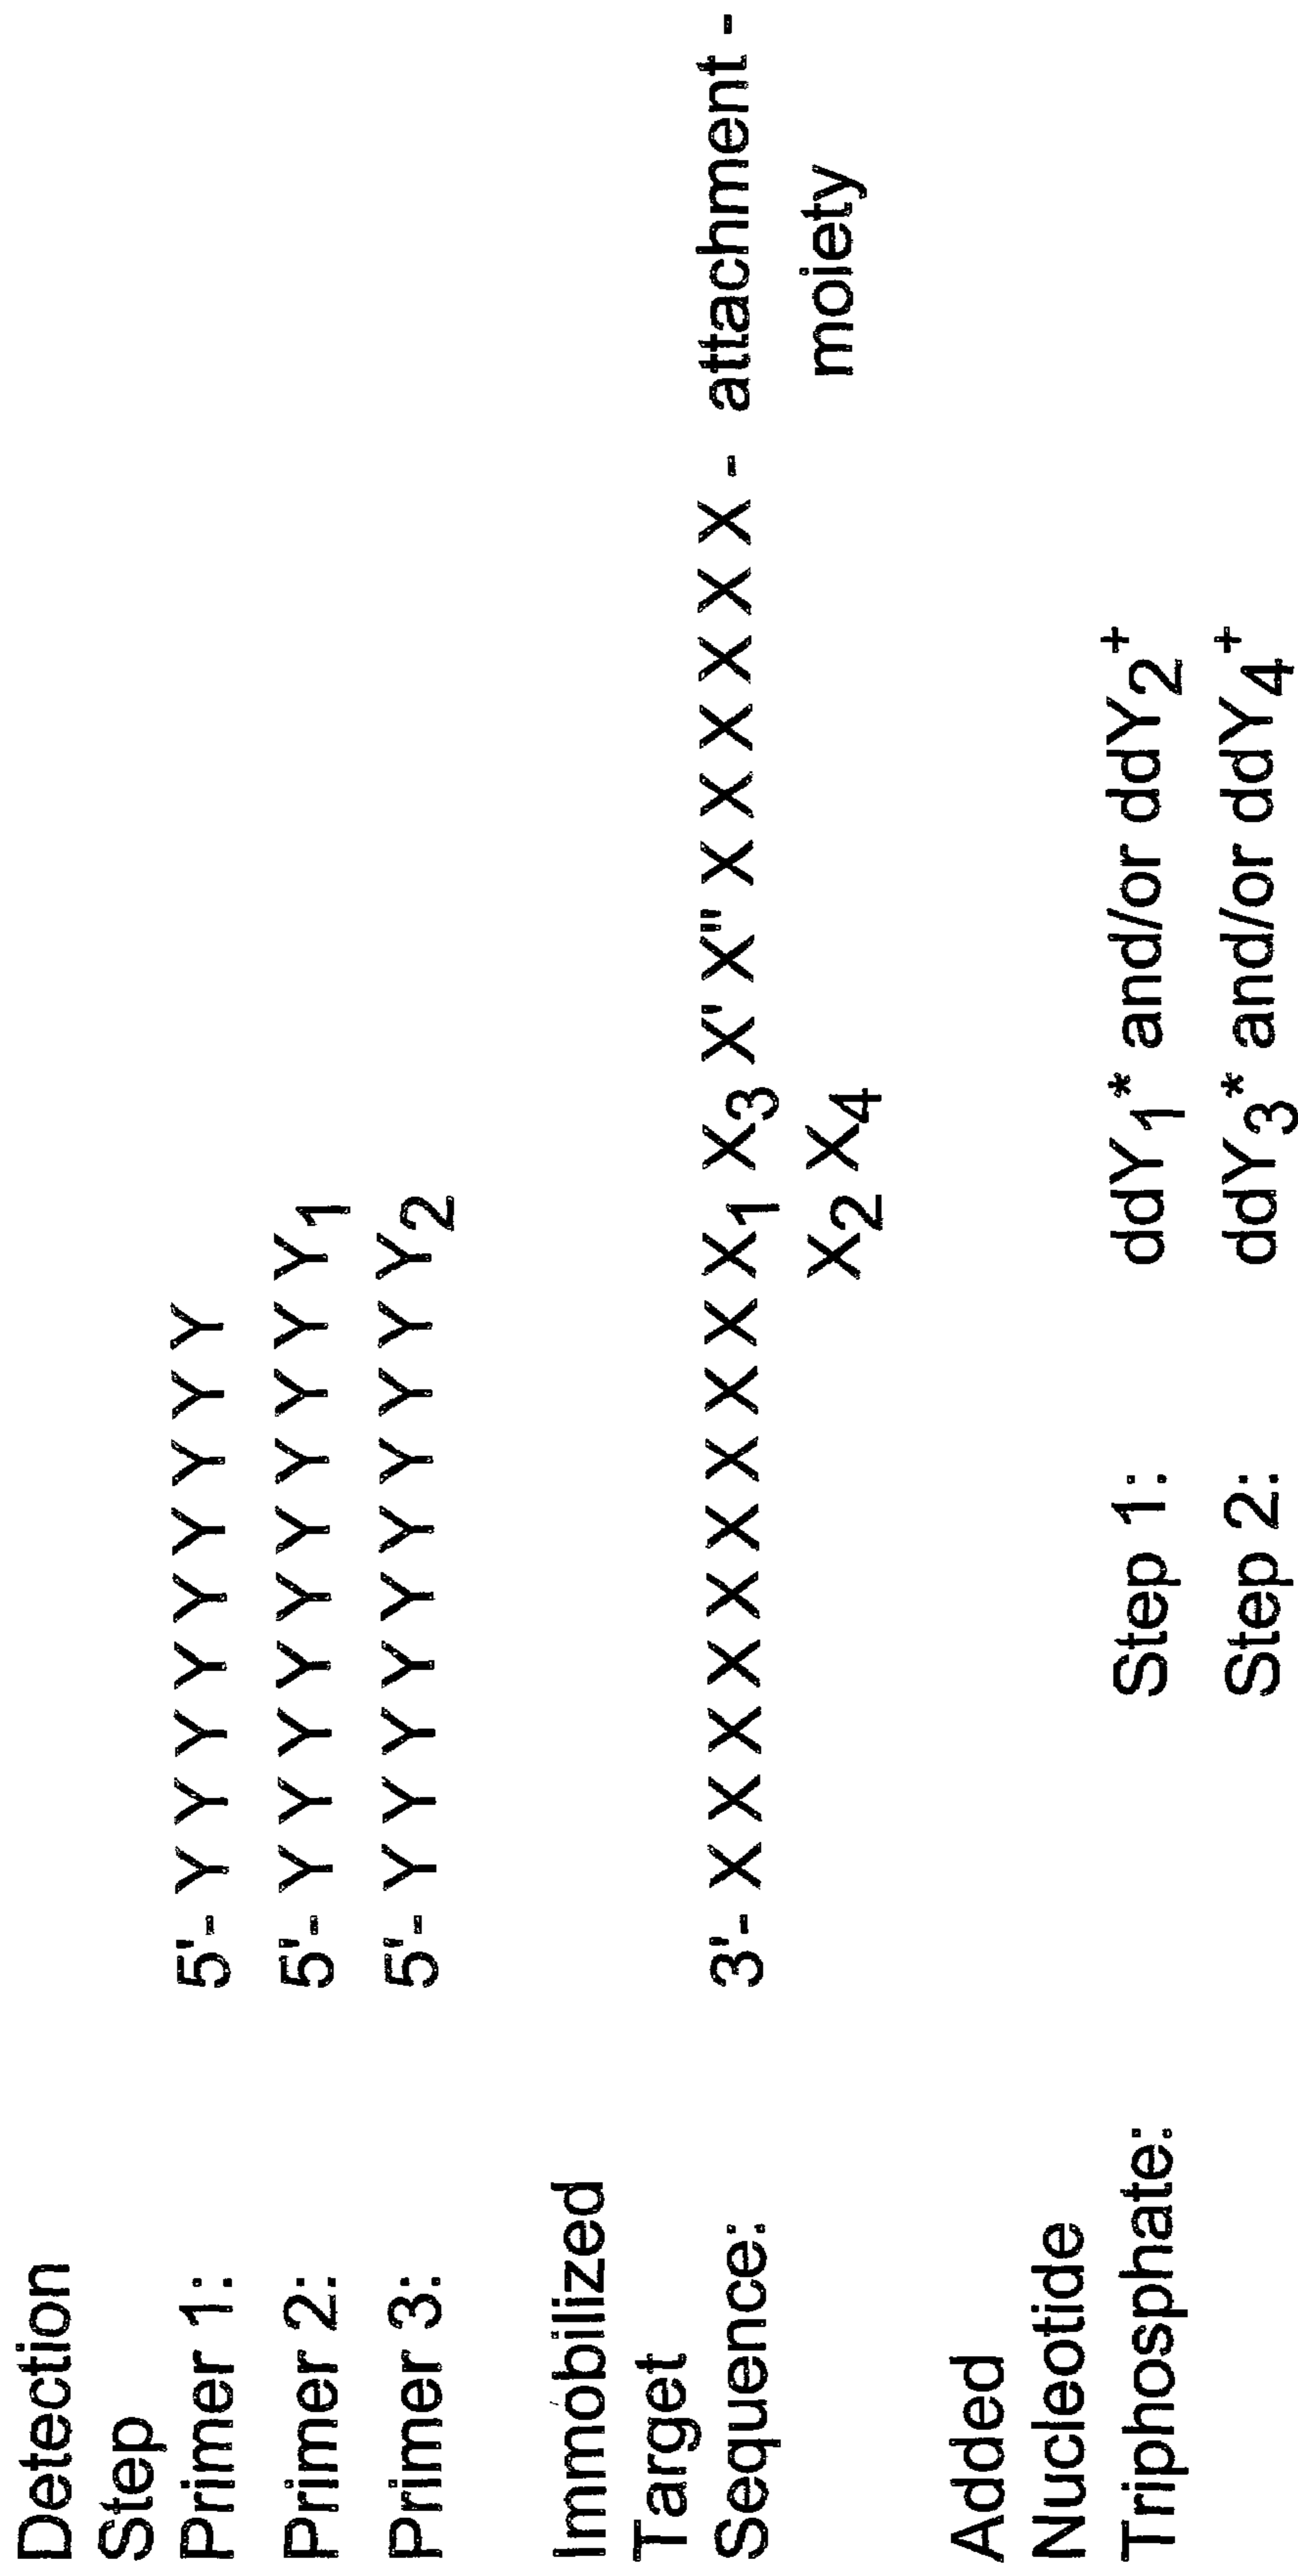 Detection
Step
Primer 1: 5'- Y Y Y Y Y Y Y Y Y
Primer 2: 5'- Y Y Y Y Y Y Y Y Y Y₁
Primer 3: 5'- Y Y Y Y Y Y Y Y Y Y₂
Immobilized
Target
Sequence: 3'- X X X X X X X X X X₁ X₃ X' X" X X X X X X - attachment -
X₂ X₄ moiety
Added
Nucleotide
Triphosphate: Step 1: ddY₁* and/or ddY₂⁺
Step 2: ddY₃* and/or ddY₄⁺